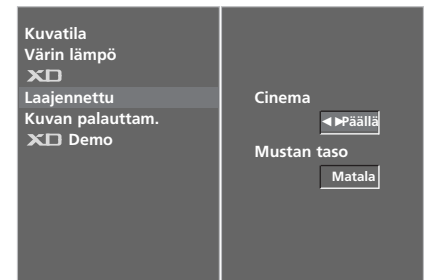 Kuvatila
Värin lämpö
XD
Laajennettu
Kuvan palauttam.
XD Demo
Cinema
◄►Päällä
Mustan taso
Matala